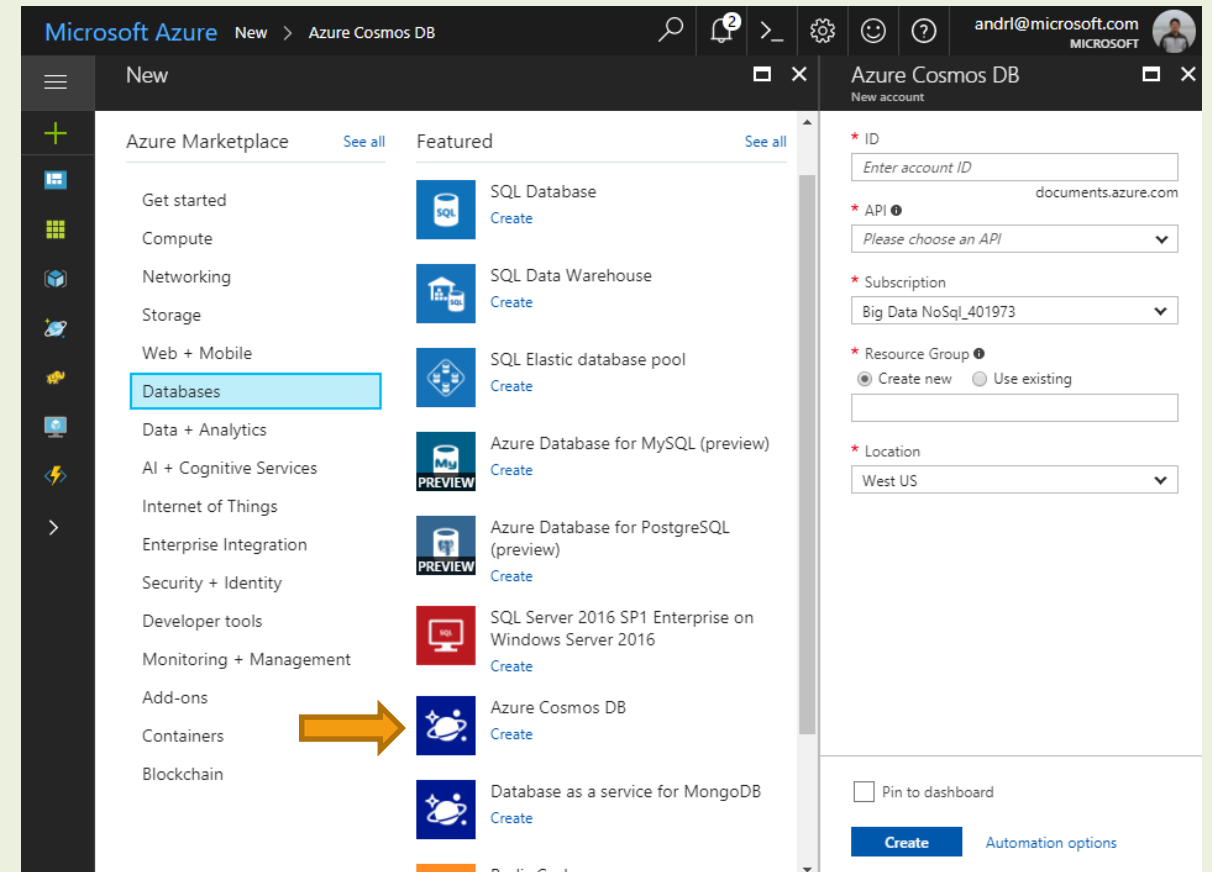 Microsoft Azure New > Azure Cosmos DB
2
>_
?
andrl@microsoft.com
MICROSOFT
New
Azure Marketplace See all
Get started
Compute
Networking
Storage
Web + Mobile
Databases
Data + Analytics
AI + Cognitive Services
Internet of Things
Enterprise Integration
Security + Identity
Developer tools
Monitoring + Management
Add-ons
Containers
Blockchain
Featured See all
SQL
SQL Database
Create
SQL
SQL Data Warehouse
Create
SQL Elastic database pool
Create
My
PREVIEW
Azure Database for MySQL (preview)
Create
PREVIEW
Azure Database for PostgreSQL
(preview)
Create
SQL
SQL Server 2016 SP1 Enterprise on
Windows Server 2016
Create
Azure Cosmos DB
Create
Database as a service for MongoDB
Create
Azure Cosmos DB
New account
* ID
Enter account ID
documents.azure.com
* API
Please choose an API
* Subscription
Big Data NoSql_401973
* Resource Group
Create new Use existing
* Location
West US
Pin to dashboard
Create Automation options